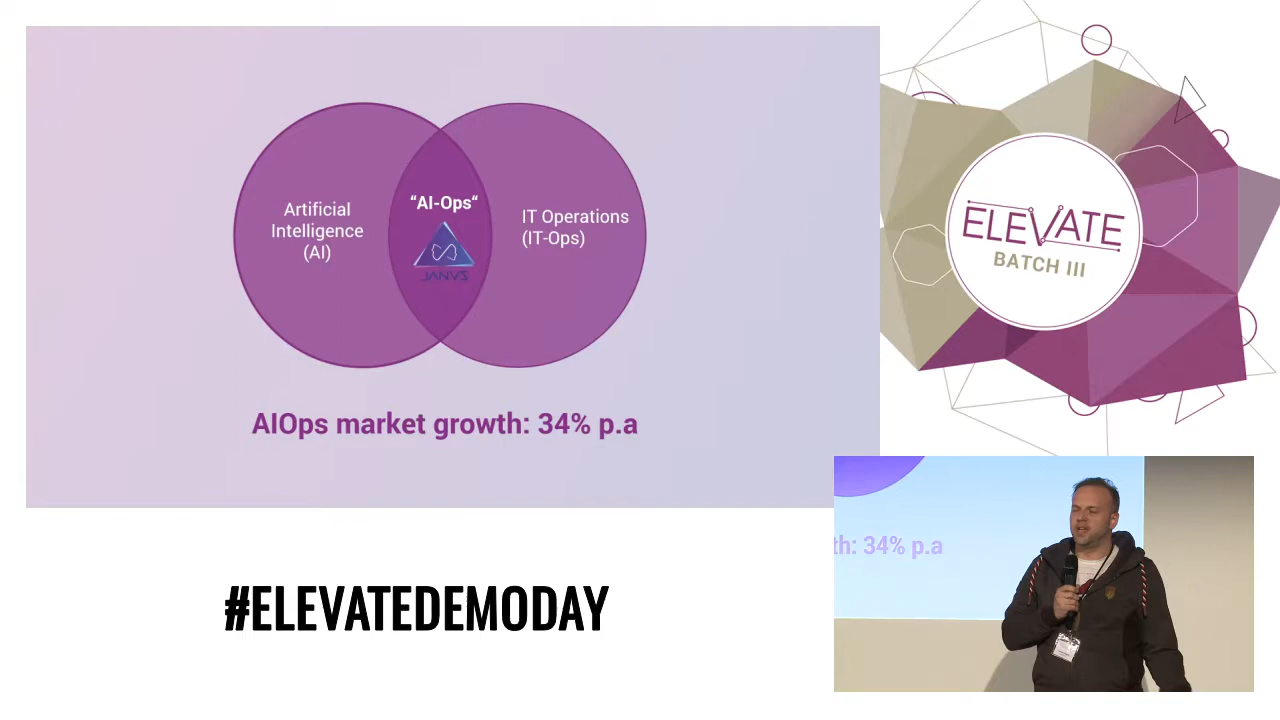 Artificial
Intelligence
(AI)
“AI-Ops“
JANVS
IT Operations
(IT-Ops)
AIOps market growth: 34% p.a
ELEVATE
BATCH III
th: 34% p.a
#ELEVATEDEMODAY